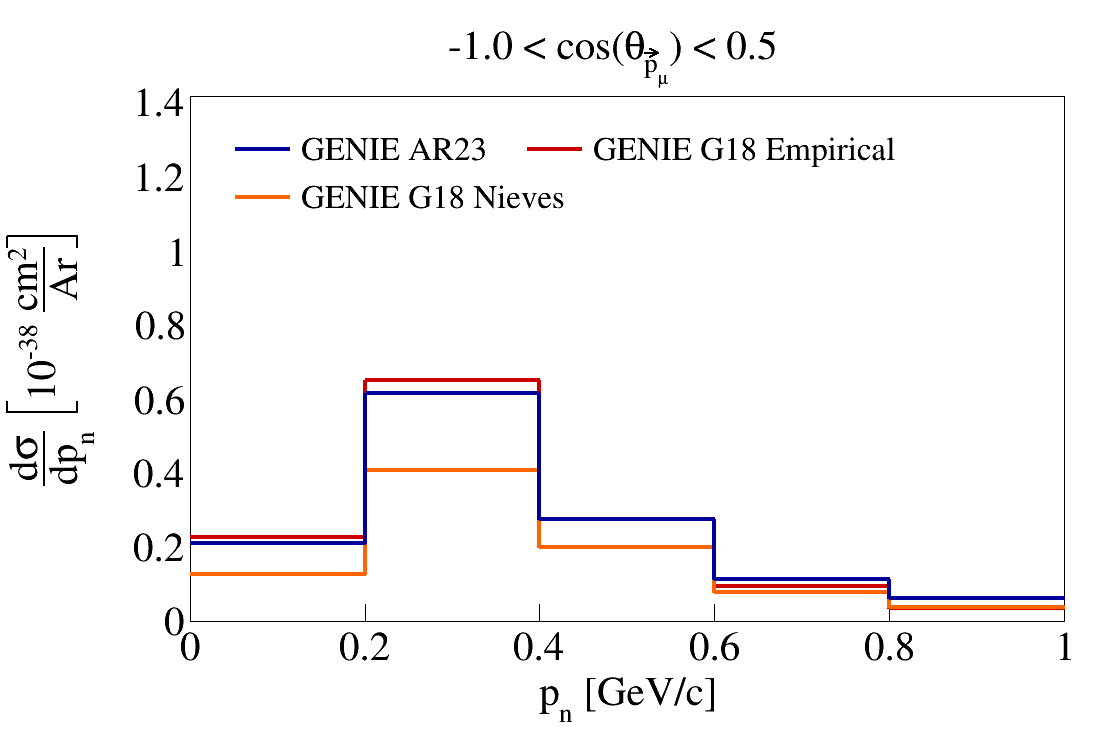 -1.0 < cos(θ_p⃗_μ) < 0.5
1.4
1.2
1
0.8
0.6
0.4
0.2
0
GENIE AR23
GENIE G18 Empirical
GENIE G18 Nieves
dσ/dp_n [10^-38 cm^2/Ar]
0 0.2 0.4 0.6 0.8 1
p_n [GeV/c]